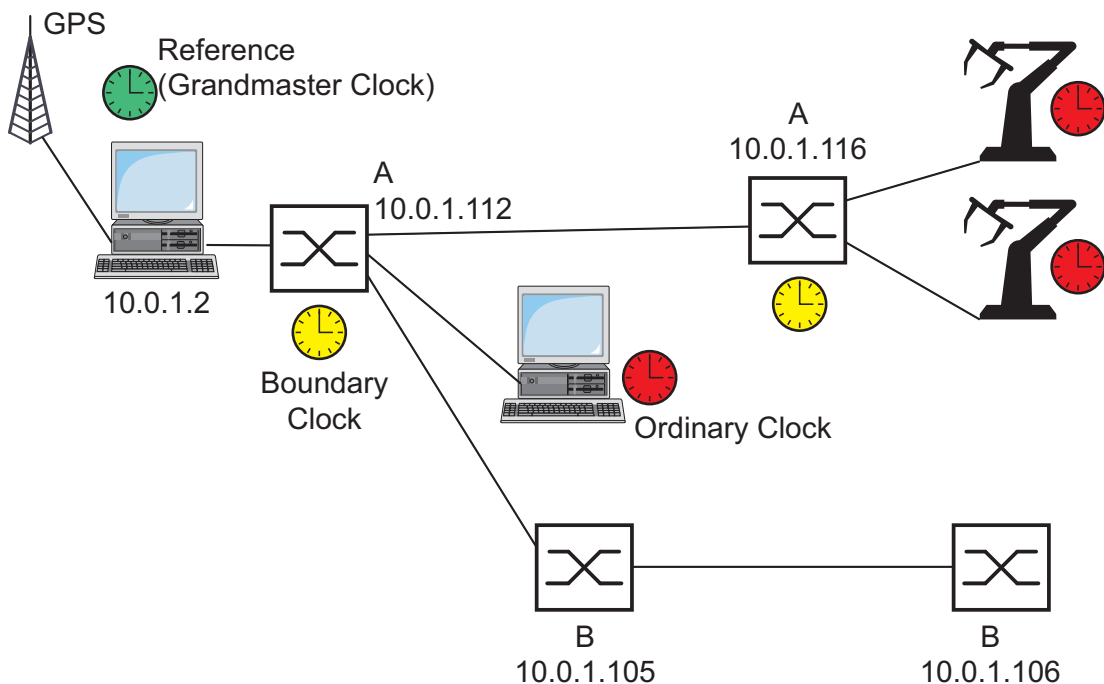 GPS
Reference
(Grandmaster Clock)
A
10.0.1.112
A
10.0.1.116
10.0.1.2
Boundary
Clock
Ordinary Clock
B
10.0.1.105
B
10.0.1.106